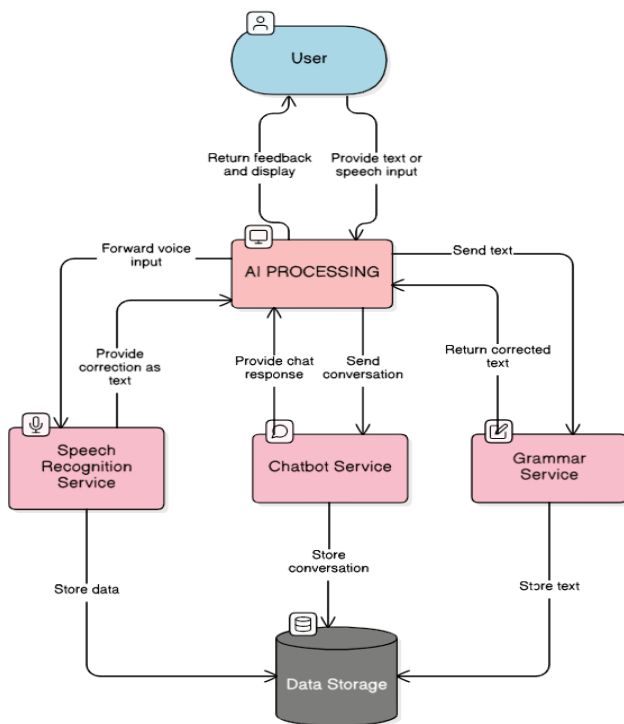 User
Return feedback
and display
Provide text or
speech input
Forward voice
input
AI PROCESSING
Send text
Provide
correction as
text
Provide chat
response
Send
conversation
Return corrected
text
Speech
Recognition
Service
Chatbot Service
Grammar
Service
Store data
Store
conversation
Store text
Data Storage